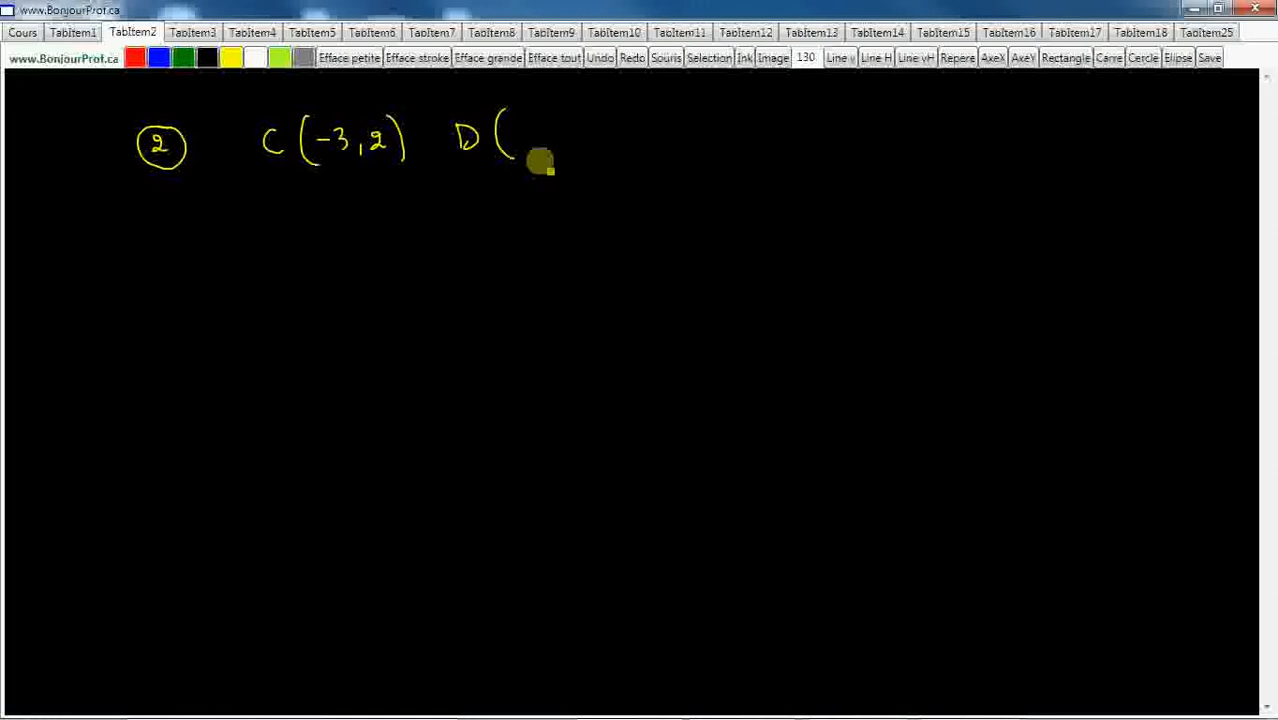 www.BonjourProf.ca
Cours TabItem1 TabItem2 TabItem3 TabItem4 TabItem5 TabItem6 TabItem7 TabItem8 TabItem9 TabItem10 TabItem11 TabItem12 TabItem13 TabItem14 TabItem15 TabItem16 TabItem17 TabItem18 TabItem25
www.BonjourProf.ca Efface petite Efface stroke Efface grande Efface tout Undo Redo Souris Selection Ink Image 130 Line v Line H Line vH Repere AxeX AxeY Rectangle Carre Cercle Elipse Save
2 C(-3,2) D(